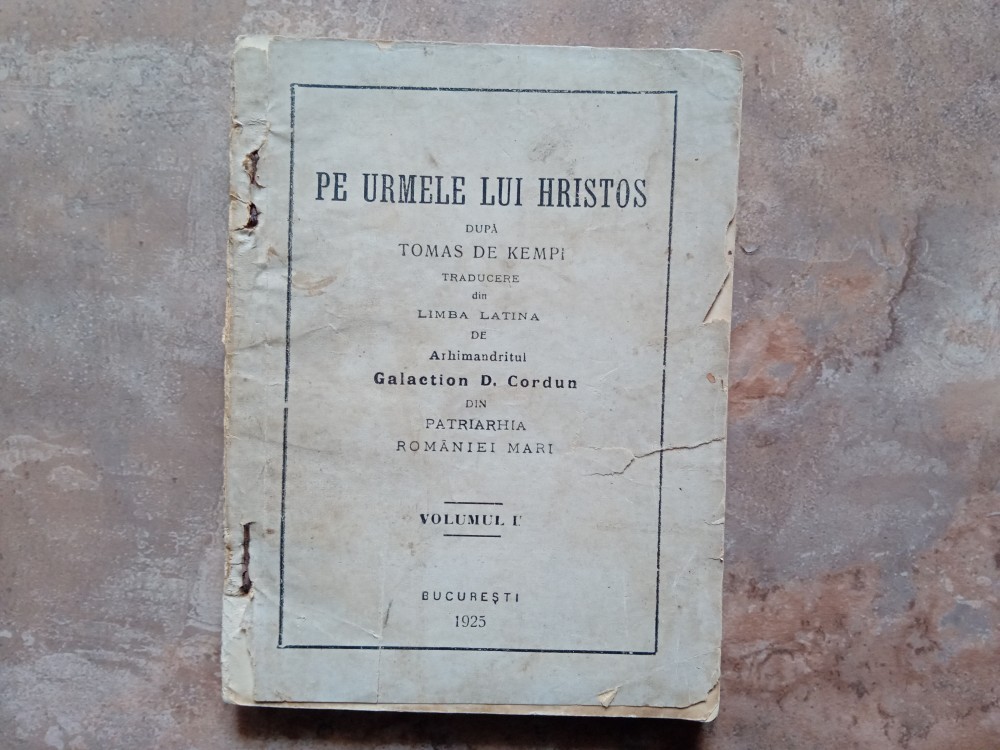 PE URMELE LUI HRISTOS
DUPĂ
TOMAS DE KEMPI
TRADUCERE
din
LIMBA LATINA
DE
Arhimandritul
Galaction D. Cordun
DIN
PATRIARHIA
ROMÂNIEI MARI
VOLUMUL
BUCUREȘTI
1925